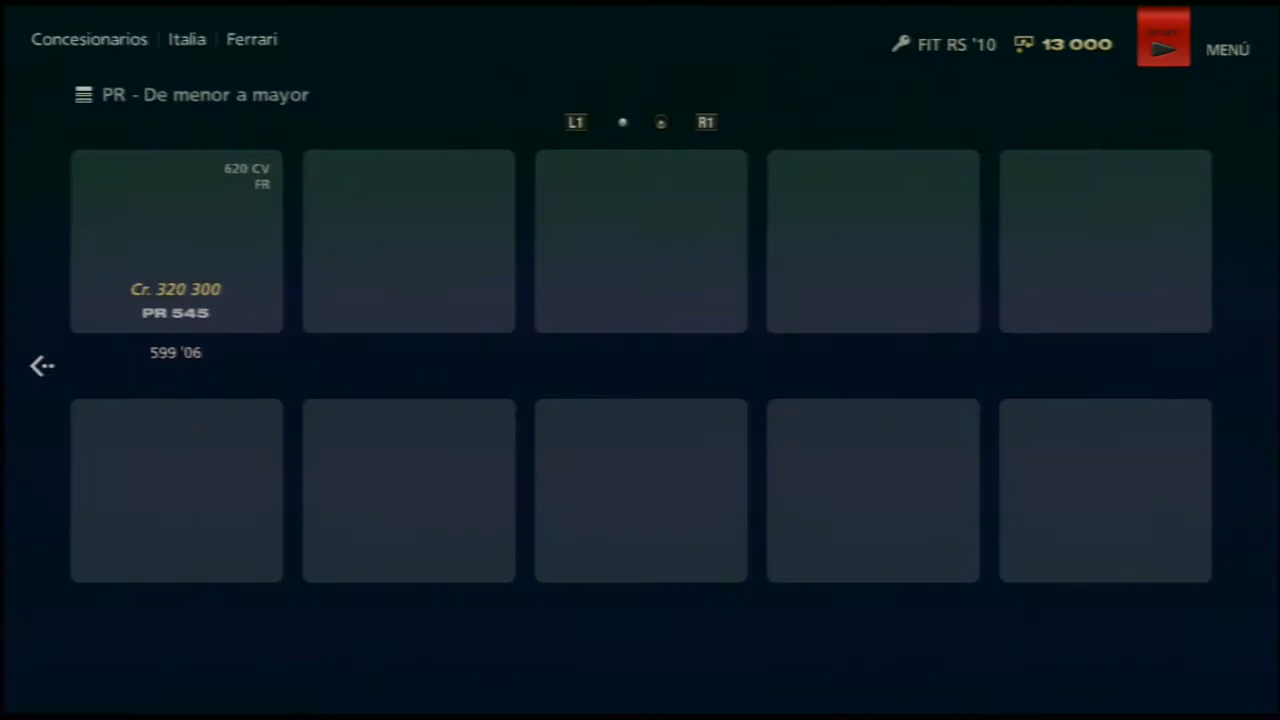 Concesionarios | Italia | Ferrari
FIT RS '10
13 000
MENÚ
PR - De menor a mayor
L1
R1
620 CV
FR
Cr. 320 300
PR 545
599 '06